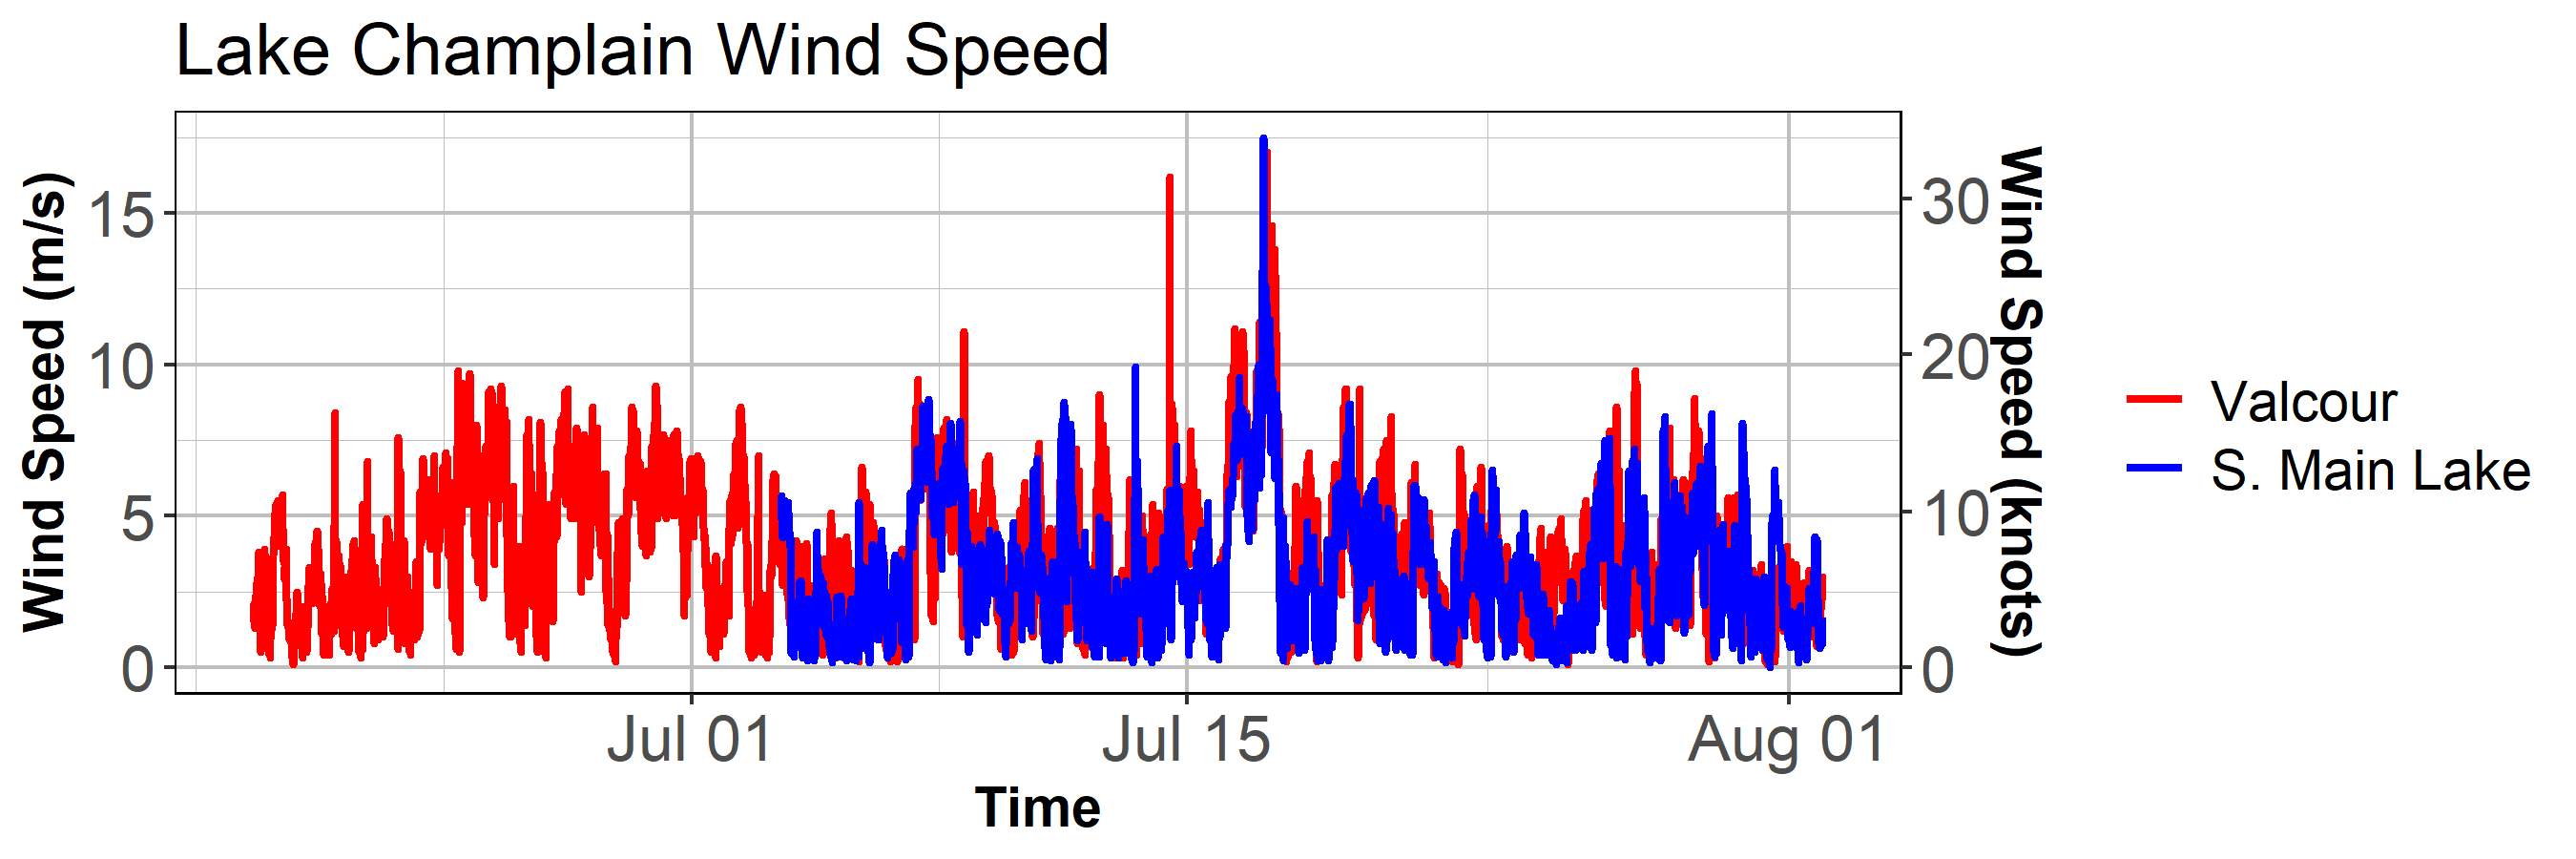 Lake Champlain Wind Speed
Wind Speed (m/s)
15
10
5
0
30
20
10
0
Wind Speed (knots)
Jul 01
Jul 15
Aug 01
Time
Valcour
S. Main Lake